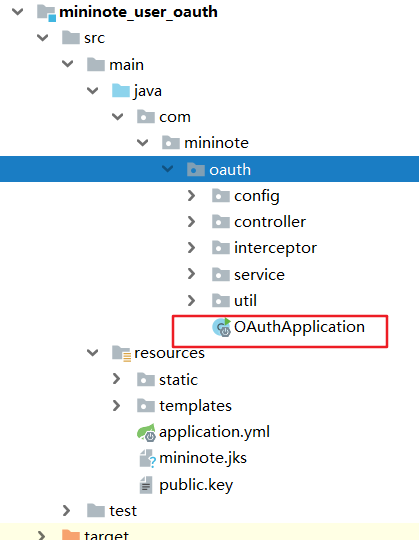 mininote_user_oauth
src
main
java
com
mininote
oauth
config
controller
interceptor
service
util
OAuthApplication
resources
static
templates
application.yml
mininote.jks
public.key
test
target